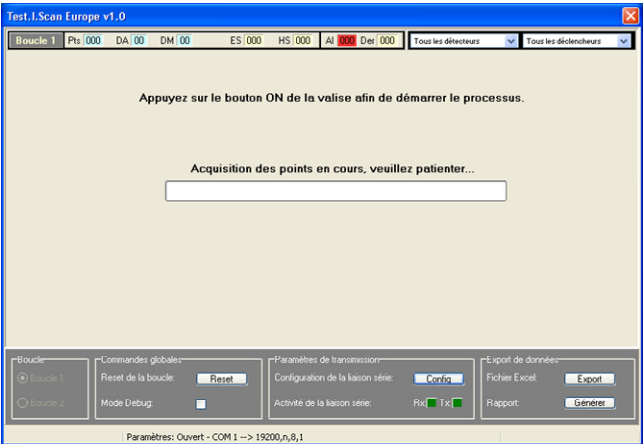 Test.I.Scan Europe v1.0
Boucle 1 Pts 000 DA 00 DM 00 ES 000 HS 000 Al 000 Der 000 Tous les détecteurs Tous les déclencheurs
Appuyez sur le bouton ON de la valise afin de démarrer le processus.
Acquisition des points en cours, veuillez patienter...
Boucle Commandes globales Paramètres de transmission Export de données
Boucle 1 Reset de la boucle: Reset Configuration de la liaison série: Config Fichier Excel: Export
Boucle 2 Mode Debug: Activité de la liaison série: Rx Tx: Rapport: Générer
Paramètres: Ouvert - COM 1 --> 19200,n,8,1